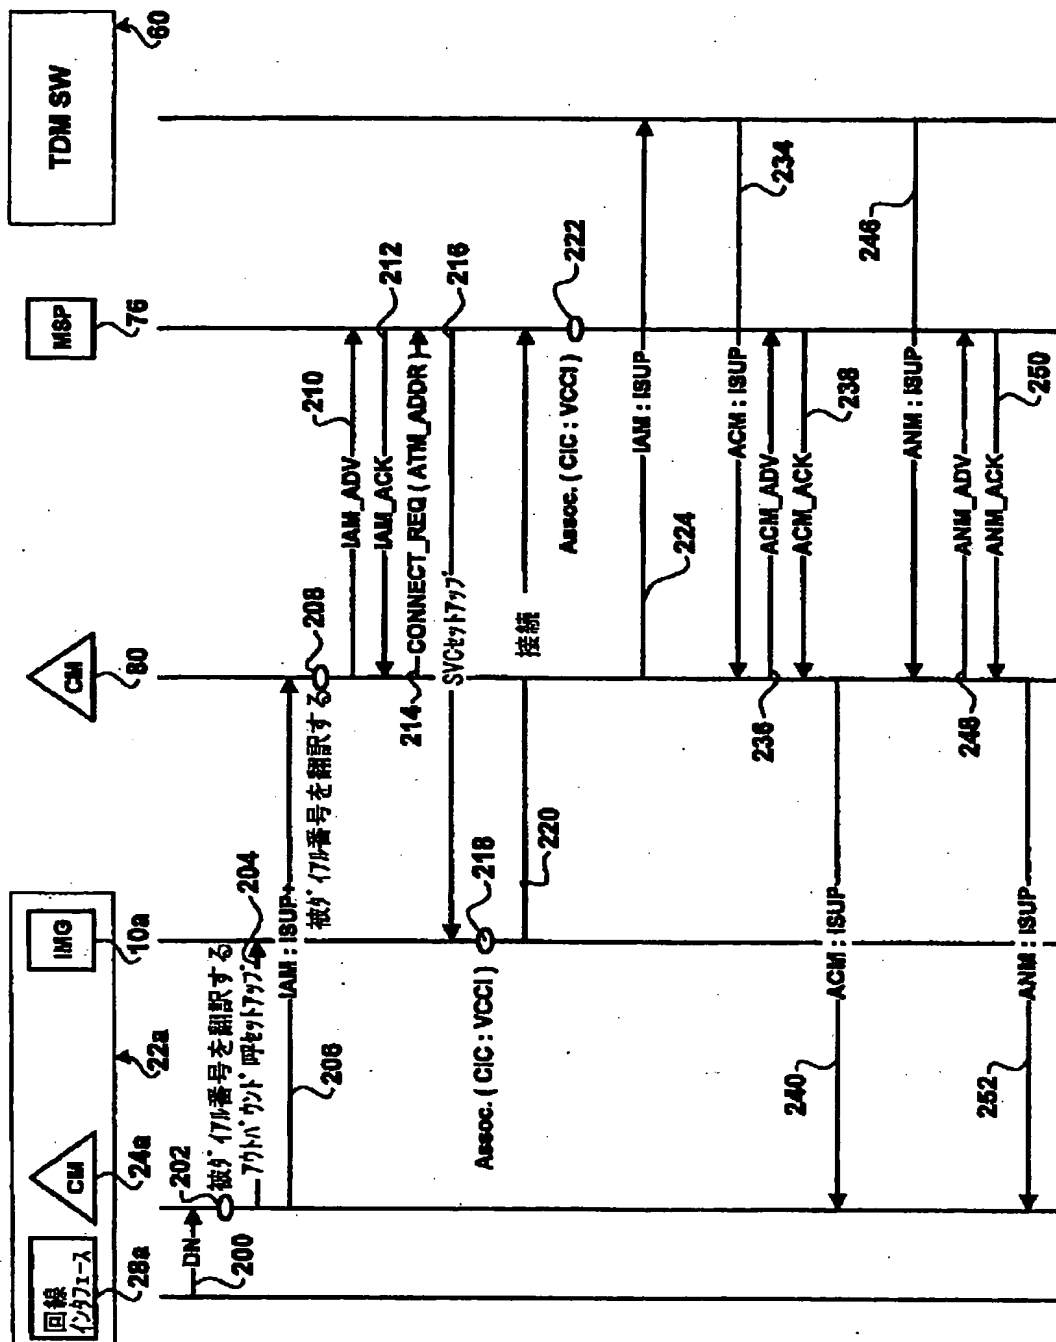 回線
インタフェース
28a
CM
24a
22a
IMG
10a
CM
80
MSP
76
TDM SW
60
DN
200
202
被ダイアル番号を翻訳する
アウトバウンド呼セットアップ
204
IAM : ISUP
206
被ダイアル番号を翻訳する
208
IAM_ADV
210
IAM_ACK
212
CONNECT_REQ ( ATM_ADDR )
214
SVCセットアップ
216
Assoc. ( CIC : VCCI )
218
接続
220
Assoc. ( CIC : VCCI )
222
IAM : ISUP
224
ACM : ISUP
234
ACM_ADV
236
ACM_ACK
238
ACM : ISUP
240
ANM : ISUP
246
ANM_ADV
248
ANM_ACK
250
ANM : ISUP
252